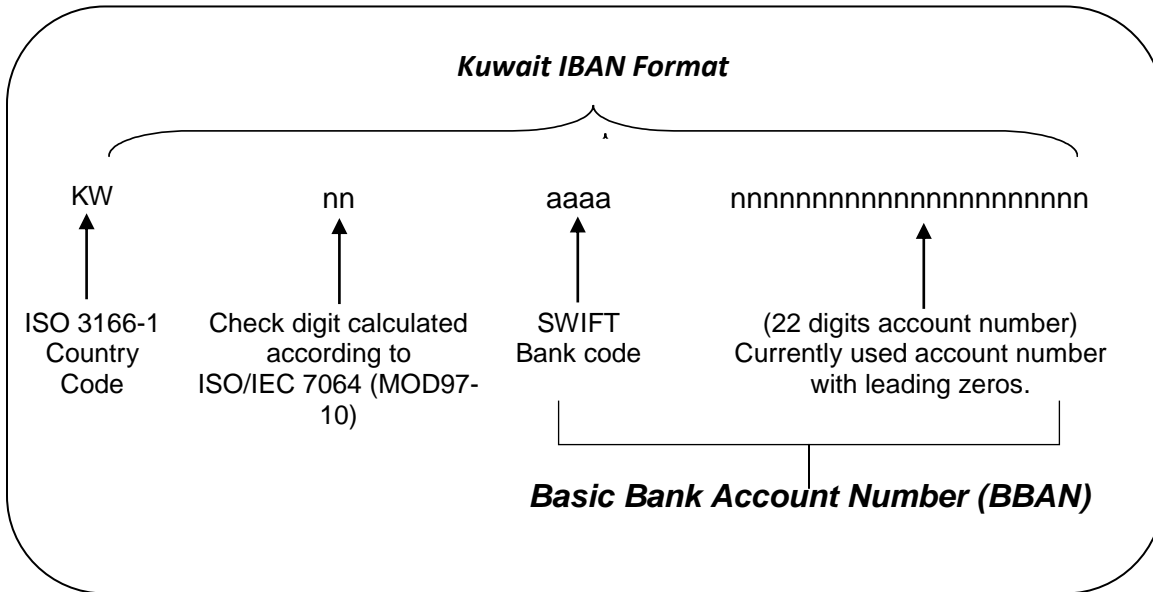 Kuwait IBAN Format
KW nn aaaa nnnnnnnnnnnnnnnnnnnnnn
ISO 3166-1
Country
Code
Check digit calculated
according to
ISO/IEC 7064 (MOD97-
10)
SWIFT
Bank code
(22 digits account number)
Currently used account number
with leading zeros.
Basic Bank Account Number (BBAN)